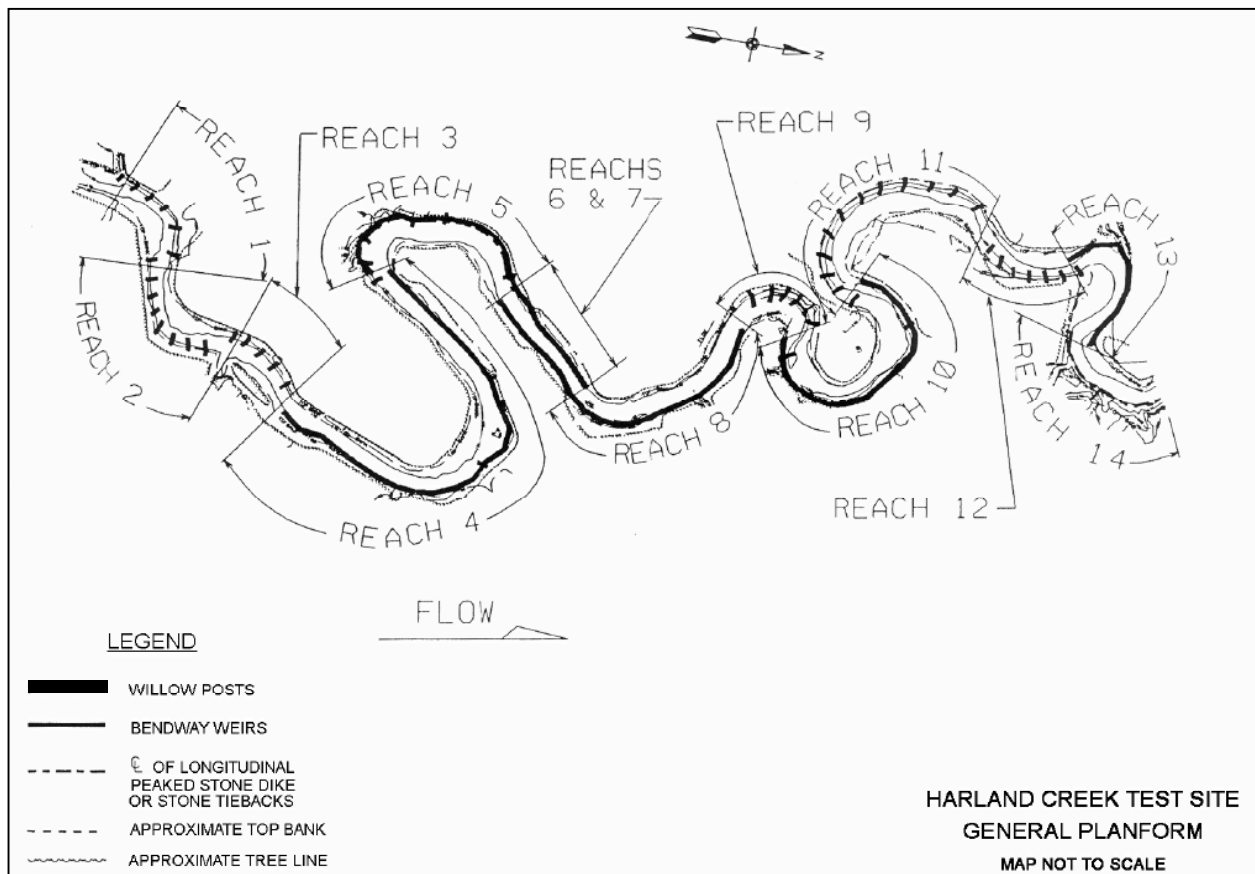 N
REACH 1
REACH 3
REACH 5
REACHS
6 & 7
REACH 9
REACH 11
REACH 13
REACH 2
REACH 4
REACH 8
REACH 10
REACH 12
REACH 14
FLOW
LEGEND
WILLOW POSTS
BENDWAY WEIRS
℄ OF LONGITUDINAL
PEAKED STONE DIKE
OR STONE TIEBACKS
APPROXIMATE TOP BANK
APPROXIMATE TREE LINE
HARLAND CREEK TEST SITE
GENERAL PLANFORM
MAP NOT TO SCALE